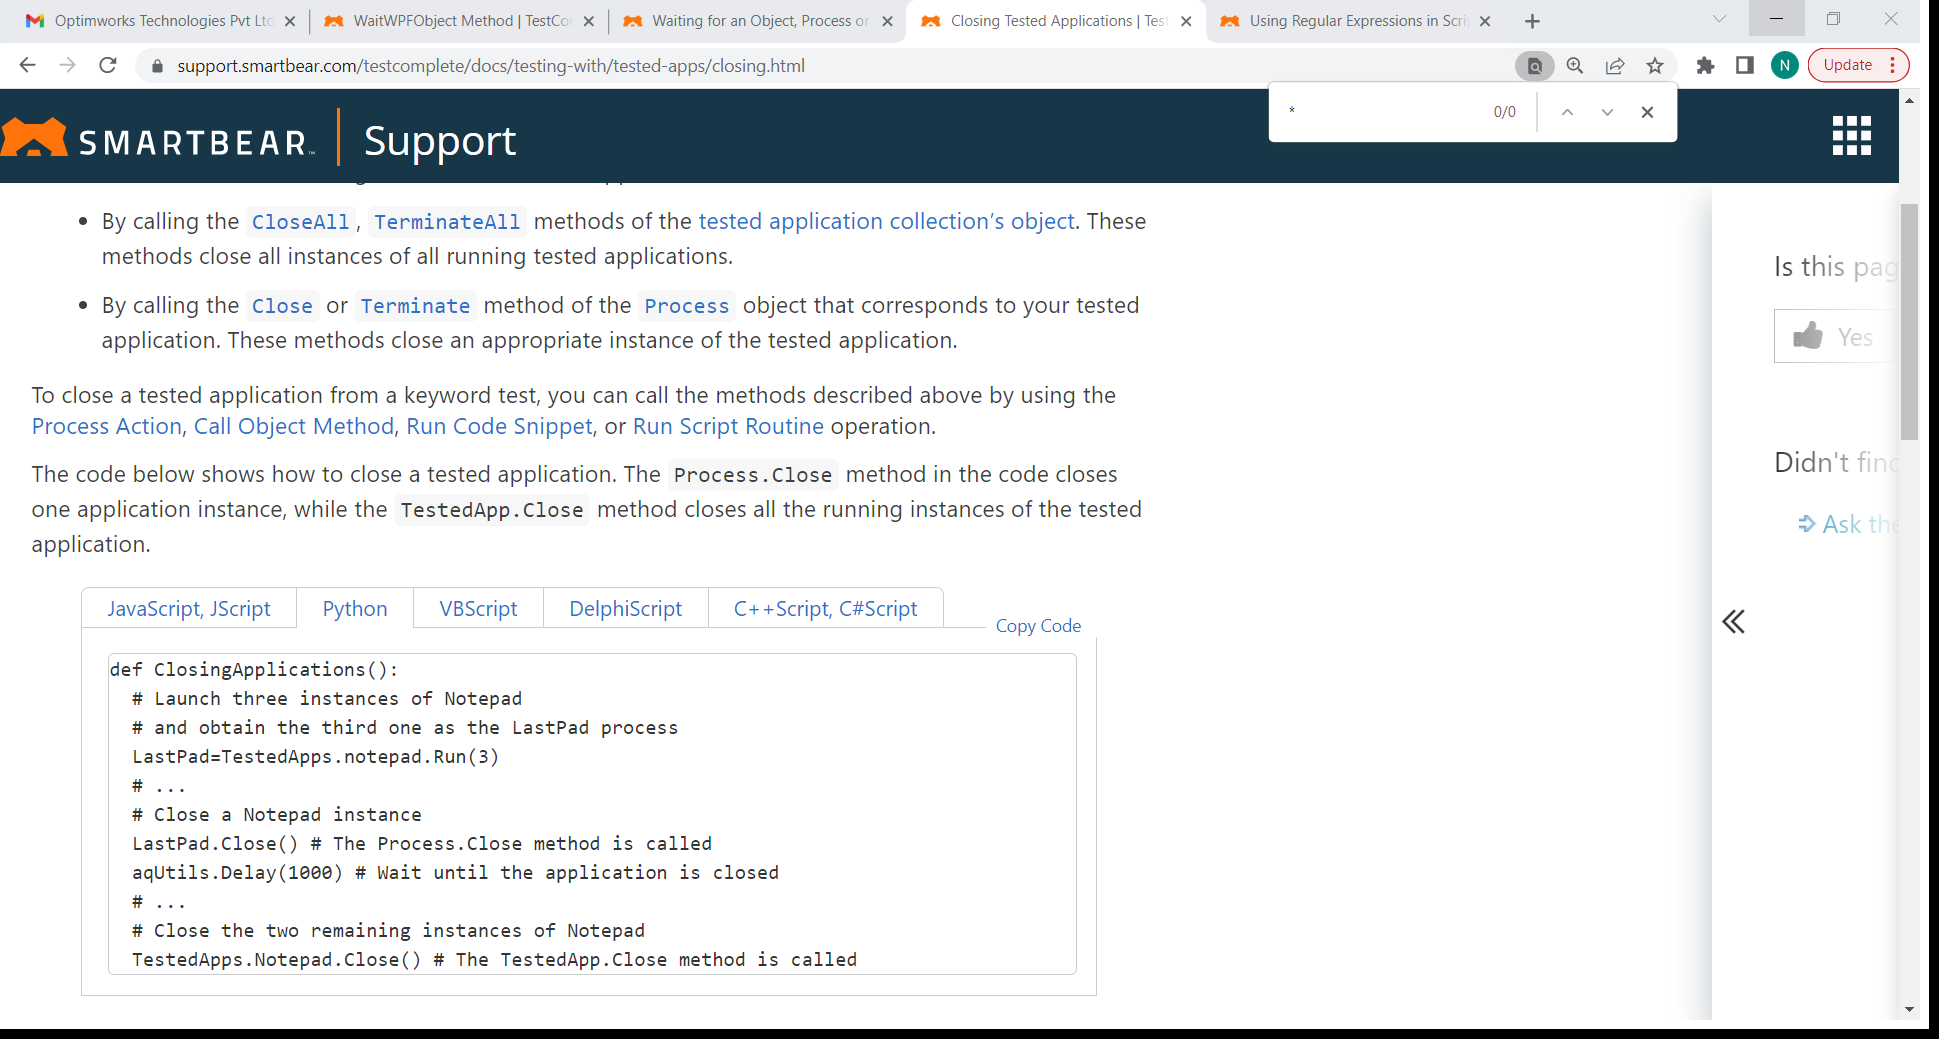 Optimworks Technologies Pvt Ltd
WaitWPFObject Method | TestCo
Waiting for an Object, Process or
Closing Tested Applications | Test
Using Regular Expressions in Scri
support.smartbear.com/testcomplete/docs/testing-with/tested-apps/closing.html
N
Update
* 0/0
SMARTBEAR Support
• By calling the CloseAll, TerminateAll methods of the tested application collection’s object. These
methods close all instances of all running tested applications.
• By calling the Close or Terminate method of the Process object that corresponds to your tested
application. These methods close an appropriate instance of the tested application.
To close a tested application from a keyword test, you can call the methods described above by using the
Process Action, Call Object Method, Run Code Snippet, or Run Script Routine operation.
The code below shows how to close a tested application. The Process.Close method in the code closes
one application instance, while the TestedApp.Close method closes all the running instances of the tested
application.
JavaScript, JScript Python VBScript DelphiScript C++Script, C#Script
Copy Code
def ClosingApplications():
# Launch three instances of Notepad
# and obtain the third one as the LastPad process
LastPad=TestedApps.notepad.Run(3)
# ...
# Close a Notepad instance
LastPad.Close() # The Process.Close method is called
aqUtils.Delay(1000) # Wait until the application is closed
# ...
# Close the two remaining instances of Notepad
TestedApps.Notepad.Close() # The TestedApp.Close method is called
Is this pag
Yes
Didn't find
Ask the